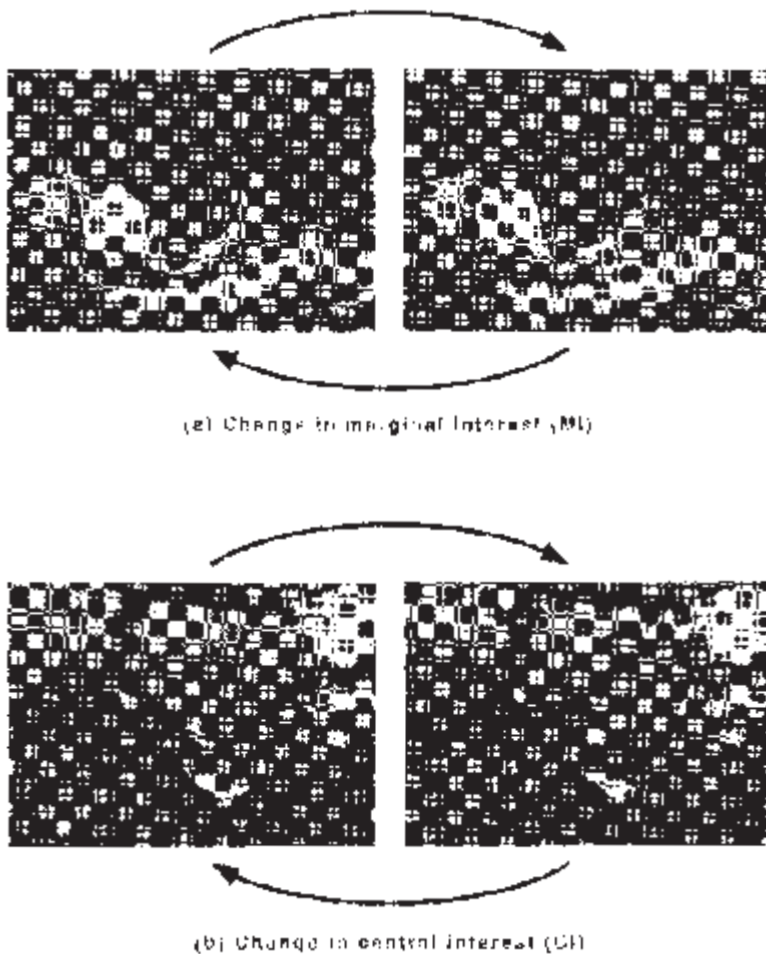 (a) Change in marginal interest (MI)
(b) Change in central interest (CI)